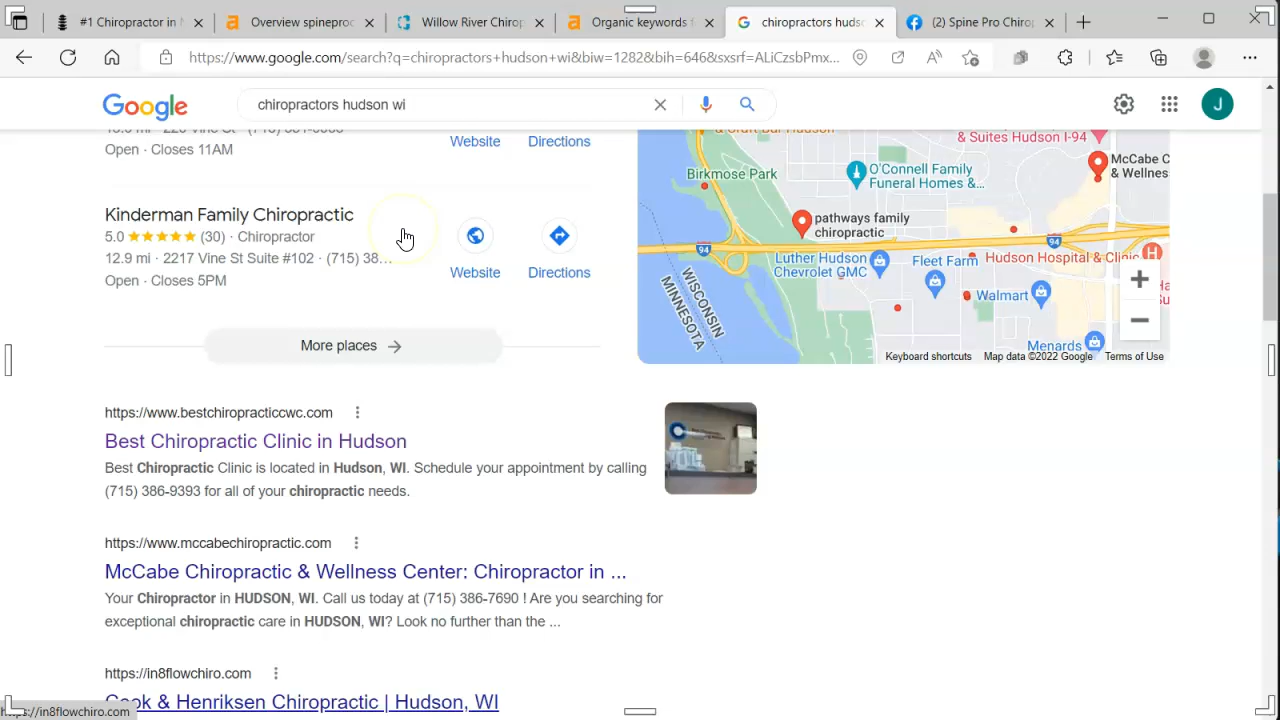 #1 Chiropractor in M
Overview spineproc
Willow River Chirop
Organic keywords f
chiropractors hudso
(2) Spine Pro Chirop
https://www.google.com/search?q=chiropractors+hudson+wi&biw=1282&bih=646&sxsrf=ALiCzsbPmx...
Google
chiropractors hudson wi
J
Open · Closes 11AM
Website
Directions
Kinderman Family Chiropractic
5.0 (30) · Chiropractor
12.9 mi · 2217 Vine St Suite #102 · (715) 38...
Open · Closes 5PM
Website
Directions
More places
& Suites Hudson I-94
McCabe C
& Wellnes
O'Connell Family
Funeral Homes &...
Birkmose Park
pathways family
chiropractic
94
94
Luther Hudson
Chevrolet GMC
Fleet Farm
Hudson Hospital & Clinic
H
Ha
WISCONSIN
MINNESOTA
Walmart
Menards
Keyboard shortcuts
Map data ©2022 Google
Terms of Use
https://www.bestchiropracticcwc.com
Best Chiropractic Clinic in Hudson
Best Chiropractic Clinic is located in Hudson, WI. Schedule your appointment by calling
(715) 386-9393 for all of your chiropractic needs.
https://www.mccabechiropractic.com
McCabe Chiropractic & Wellness Center: Chiropractor in ...
Your Chiropractor in HUDSON, WI. Call us today at (715) 386-7690 ! Are you searching for
exceptional chiropractic care in HUDSON, WI? Look no further than the ...
https://in8flowchiro.com
Cook & Henriksen Chiropractic | Hudson, WI
https://in8flowchiro.com